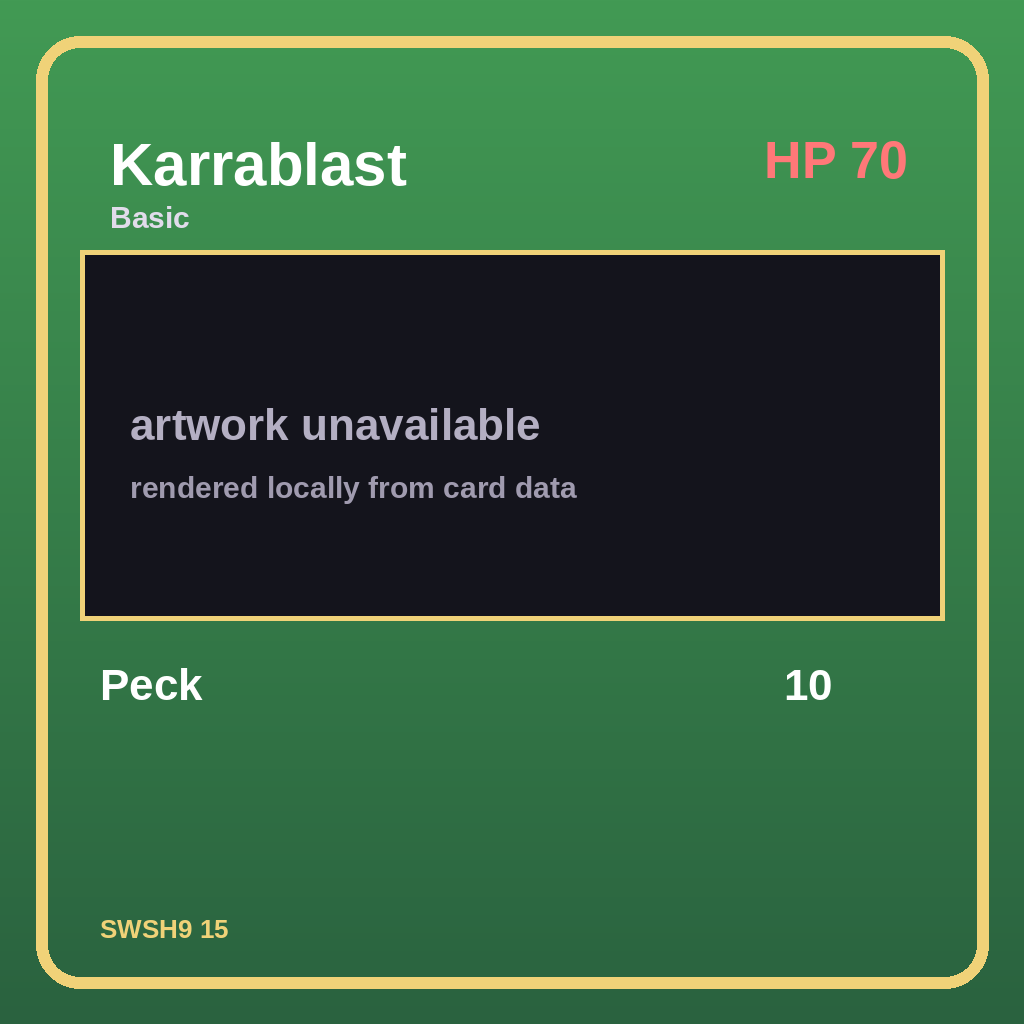 Karrablast
HP 70
Basic
artwork unavailable
rendered locally from card data
Peck
10
SWSH9 15